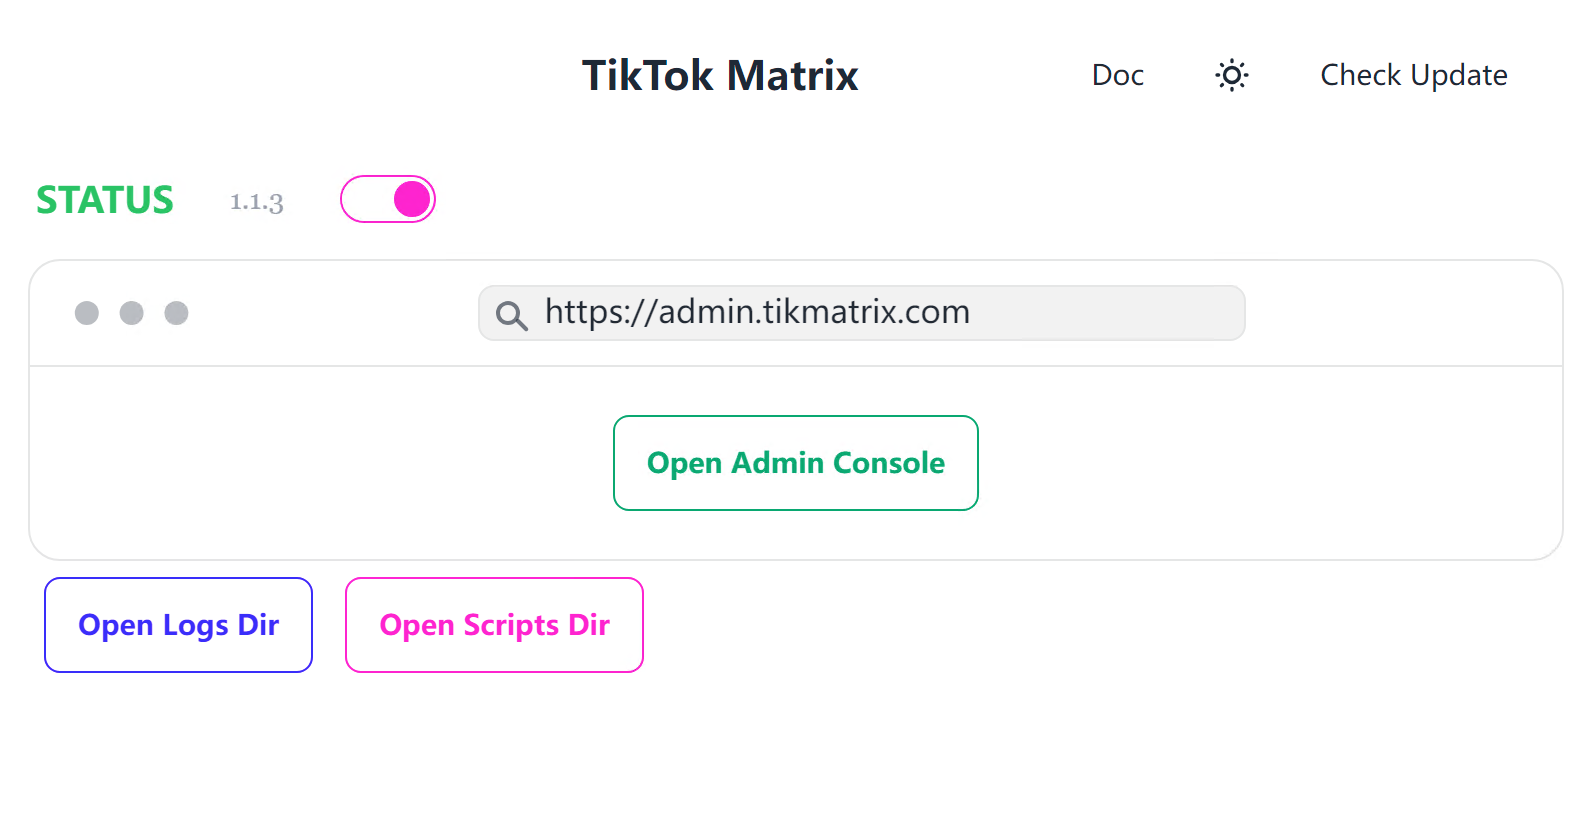 TikTok Matrix
Doc
Check Update
STATUS
1.1.3
https://admin.tikmatrix.com
Open Admin Console
Open Logs Dir
Open Scripts Dir